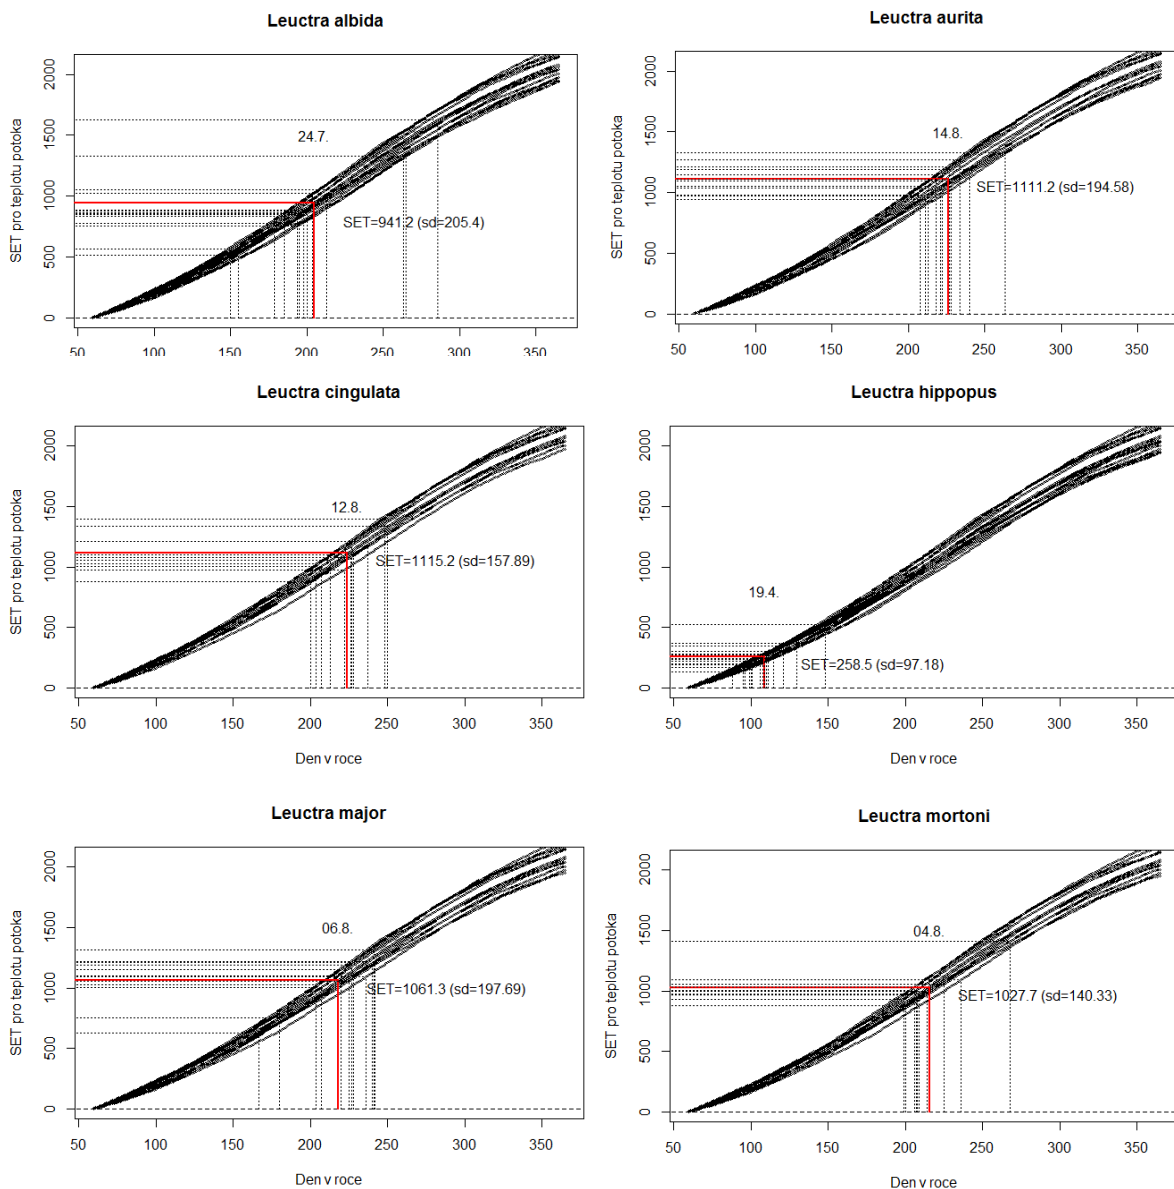 Leuctra albida
SET pro teplotu potoka
2000
1500
1000
500
0
24.7.
SET=941.2 (sd=205.4)
50 100 150 200 250 300 350
Leuctra aurita
2000
1500
1000
500
0
14.8.
SET=1111.2 (sd=194.58)
50 100 150 200 250 300 350
Leuctra cingulata
SET pro teplotu potoka
2000
1500
1000
500
0
12.8.
SET=1115.2 (sd=157.89)
50 100 150 200 250 300 350
Den v roce
Leuctra hippopus
2000
1500
1000
500
0
19.4.
SET=258.5 (sd=97.18)
50 100 150 200 250 300 350
Den v roce
Leuctra major
SET pro teplotu potoka
2000
1500
1000
500
0
06.8.
SET=1061.3 (sd=197.69)
50 100 150 200 250 300 350
Den v roce
Leuctra mortoni
SET pro teplotu potoka
2000
1500
1000
500
0
04.8.
SET=1027.7 (sd=140.33)
50 100 150 200 250 300 350
Den v roce